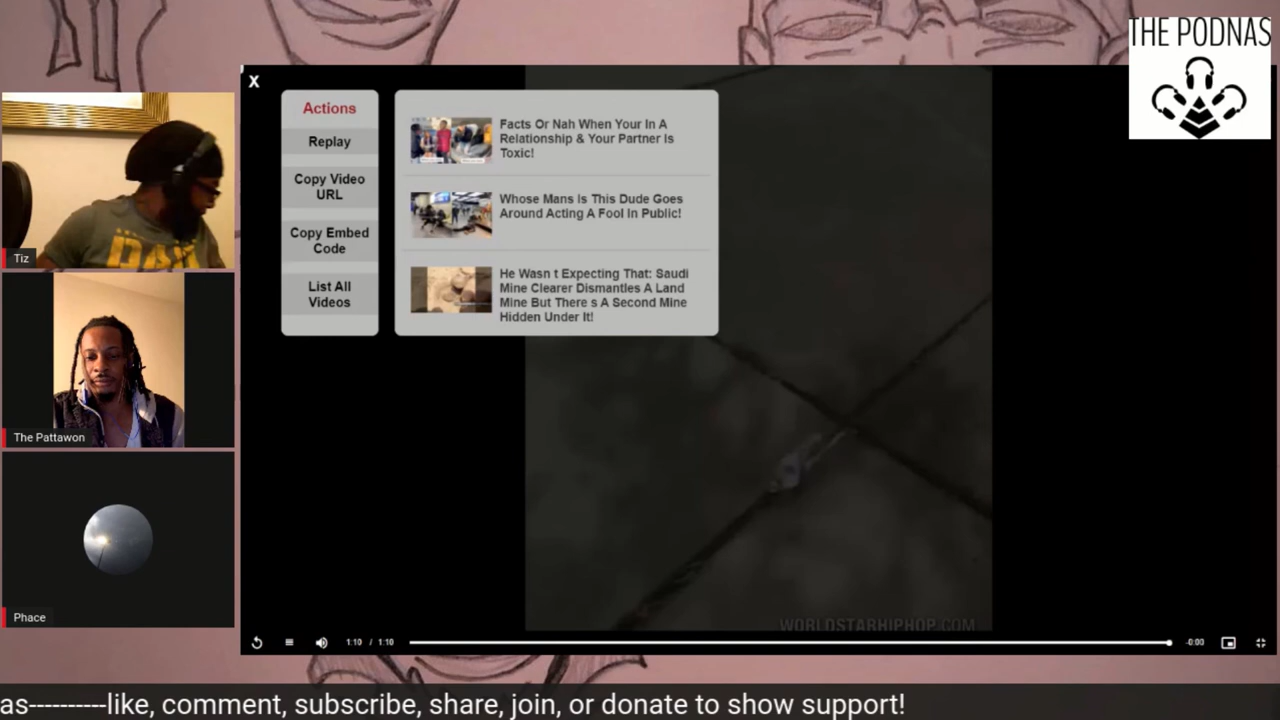 THE PODNAS
X
Actions
Replay
Copy Video
URL
Copy Embed
Code
List All
Videos
Facts Or Nah When Your In A
Relationship & Your Partner Is
Toxic!
Whose Mans Is This Dude Goes
Around Acting A Fool In Public!
He Wasn t Expecting That: Saudi
Mine Clearer Dismantles A Land
Mine But There s A Second Mine
Hidden Under It!
Tiz
The Pattawon
Phace
WORLDSTARHIPHOP.COM
1:10 / 1:10
-0:00
as----------like, comment, subscribe, share, join, or donate to show support!